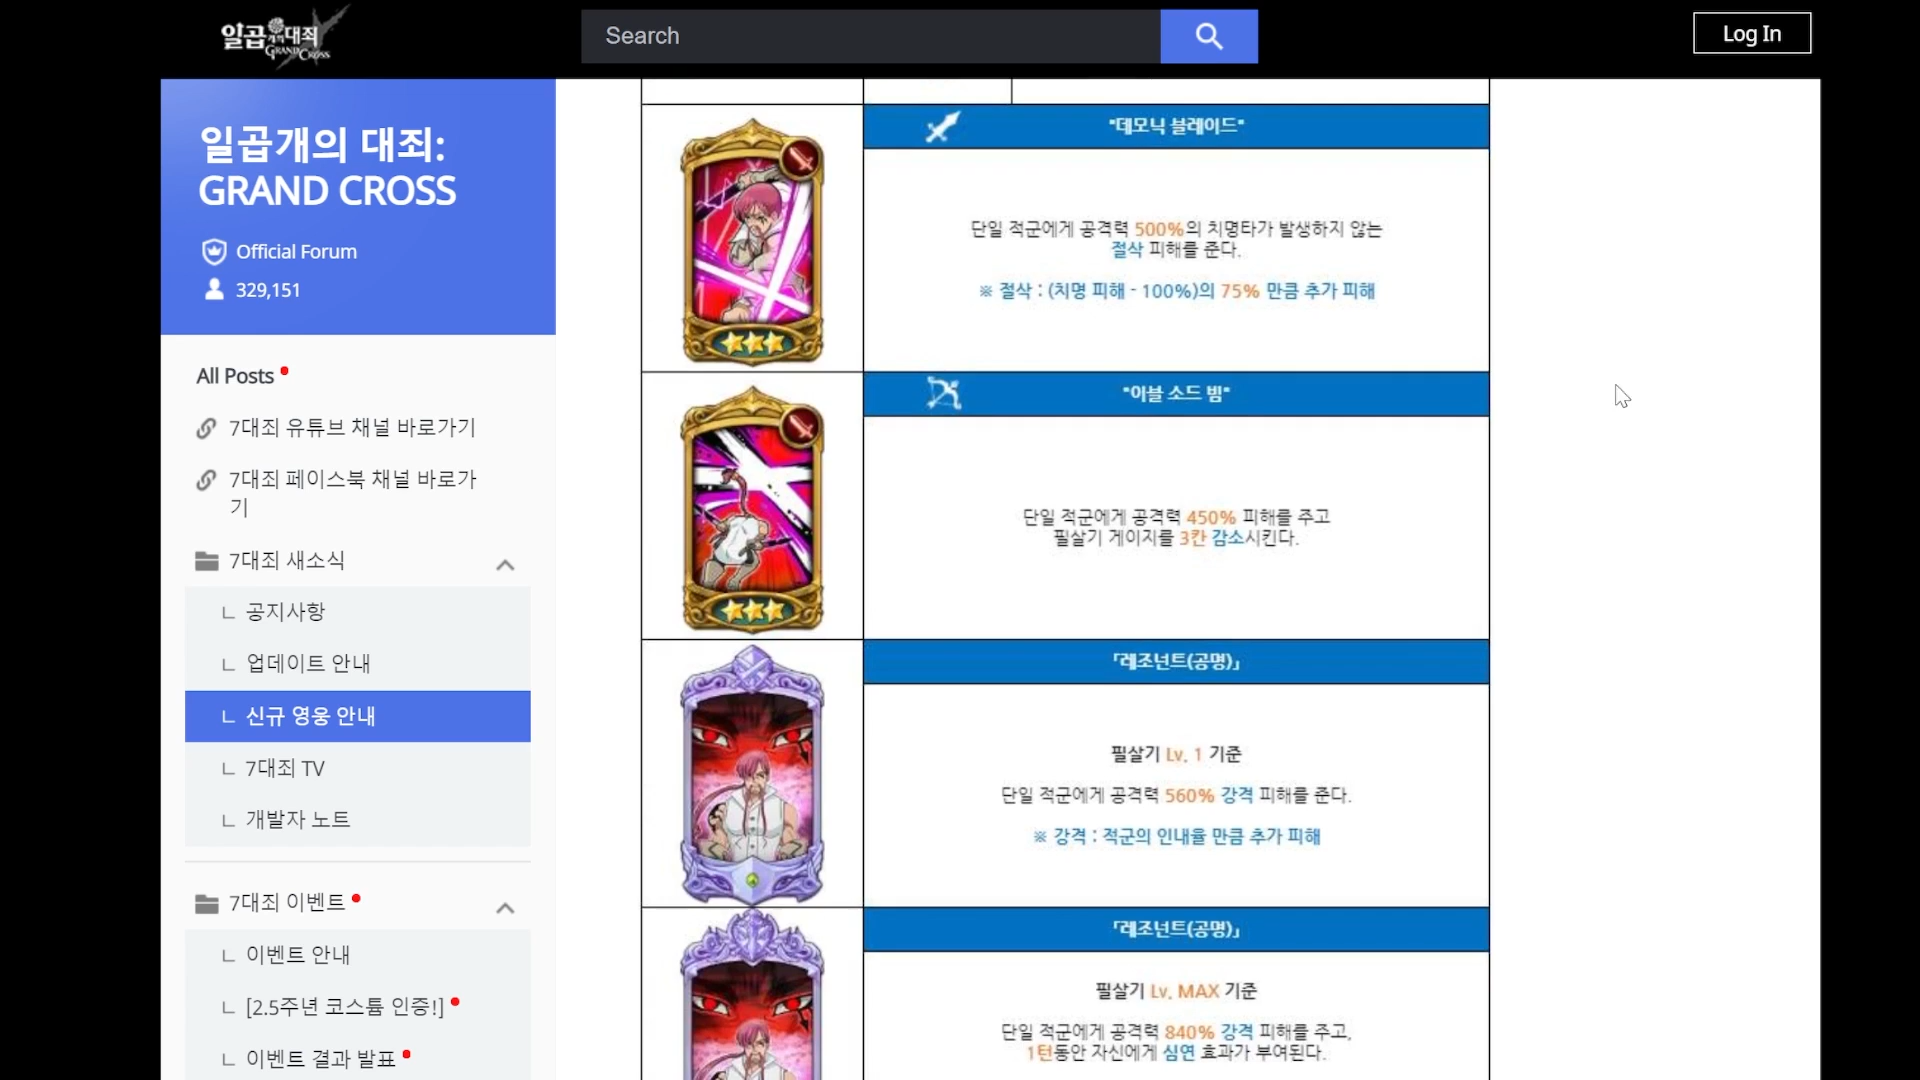 일곱개의대죄
GRAND CROSS
Search
Log In
일곱개의 대죄:
GRAND CROSS
Official Forum
329,151
All Posts
7대죄 유튜브 채널 바로가기
7대죄 페이스북 채널 바로가
기
7대죄 새소식
ㄴ 공지사항
ㄴ 업데이트 안내
ㄴ 신규 영웅 안내
ㄴ 7대죄 TV
ㄴ 개발자 노트
7대죄 이벤트
ㄴ 이벤트 안내
ㄴ [2.5주년 코스튬 인증!]
ㄴ 이벤트 결과 발표
"데모닉 블레이드"
단일 적군에게 공격력 500%의 치명타가 발생하지 않는
절삭 피해를 준다.
※ 절삭 : (치명 피해 - 100%)의 75% 만큼 추가 피해
"이블 소드 빔"
단일 적군에게 공격력 450% 피해를 주고
필살기 게이지를 3칸 감소시킨다.
「레조넌트(공명)」
필살기 Lv. 1 기준
단일 적군에게 공격력 560% 강격 피해를 준다.
※ 강격 : 적군의 인내율 만큼 추가 피해
「레조넌트(공명)」
필살기 Lv. MAX 기준
단일 적군에게 공격력 840% 강격 피해를 주고,
1턴동안 자신에게 심연 효과가 부여된다.